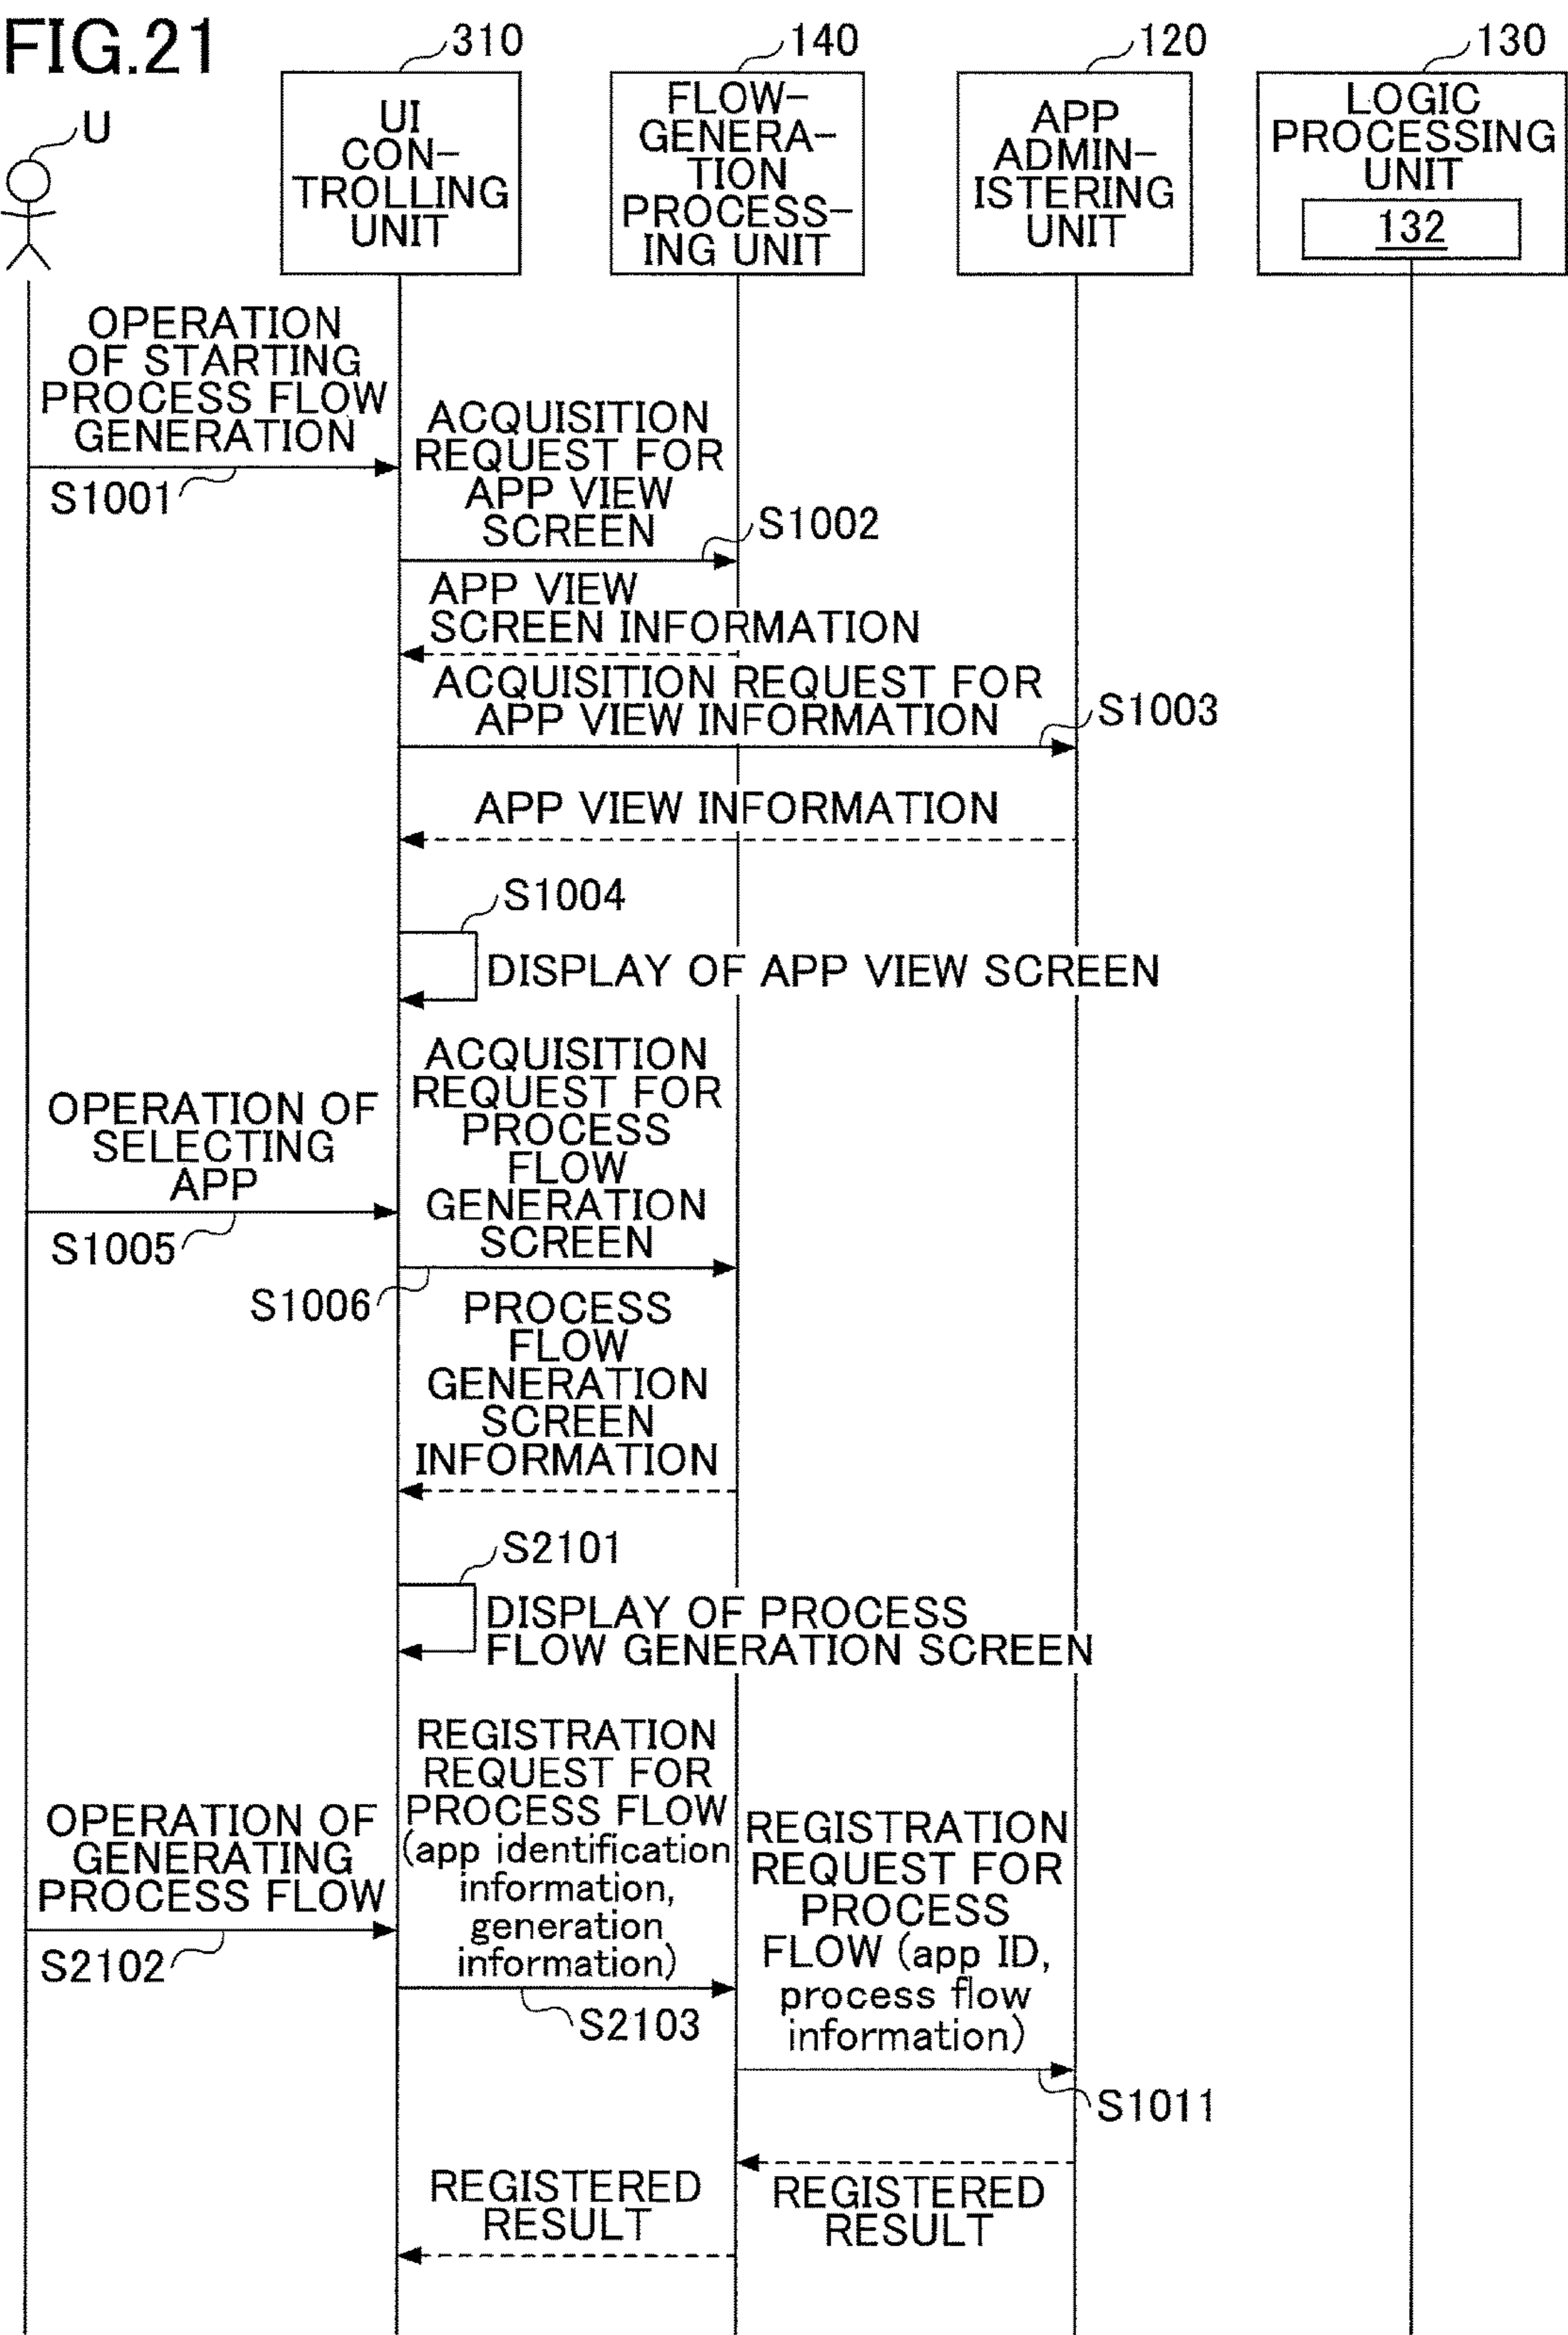 FIG.21
U
310
UI
CON-
TROLLING
UNIT
140
FLOW-
GENERA-
TION
PROCESS-
ING UNIT
120
APP
ADMIN-
ISTERING
UNIT
130
LOGIC
PROCESSING
UNIT
132
OPERATION
OF STARTING
PROCESS FLOW
GENERATION
S1001
ACQUISITION
REQUEST FOR
APP VIEW
SCREEN
S1002
APP VIEW
SCREEN INFORMATION
ACQUISITION REQUEST FOR
APP VIEW INFORMATION
S1003
APP VIEW INFORMATION
S1004
DISPLAY OF APP VIEW SCREEN
OPERATION OF
SELECTING
APP
S1005
ACQUISITION
REQUEST FOR
PROCESS
FLOW
GENERATION
SCREEN
S1006
PROCESS
FLOW
GENERATION
SCREEN
INFORMATION
S2101
DISPLAY OF PROCESS
FLOW GENERATION SCREEN
OPERATION OF
GENERATING
PROCESS FLOW
S2102
REGISTRATION
REQUEST FOR
PROCESS FLOW
(app identification
information,
generation
information)
S2103
REGISTRATION
REQUEST FOR
PROCESS
FLOW (app ID,
process flow
information)
S1011
REGISTERED
RESULT
REGISTERED
RESULT